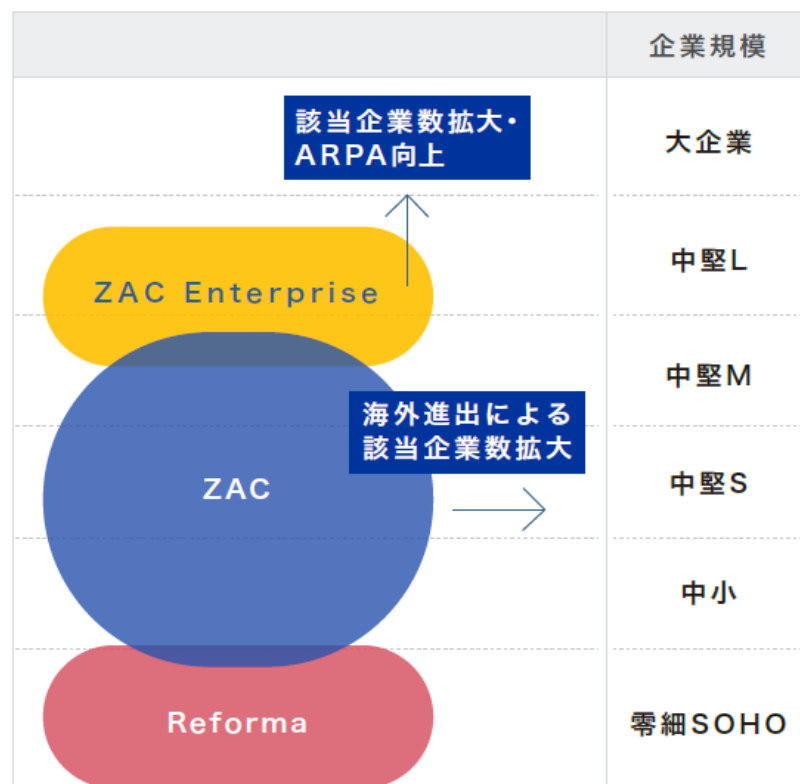 企業規模
該当企業数拡大・
ARPA向上
大企業
ZAC Enterprise
中堅L
中堅M
海外進出による
該当企業数拡大
ZAC
中堅S
中小
Reforma
零細SOHO